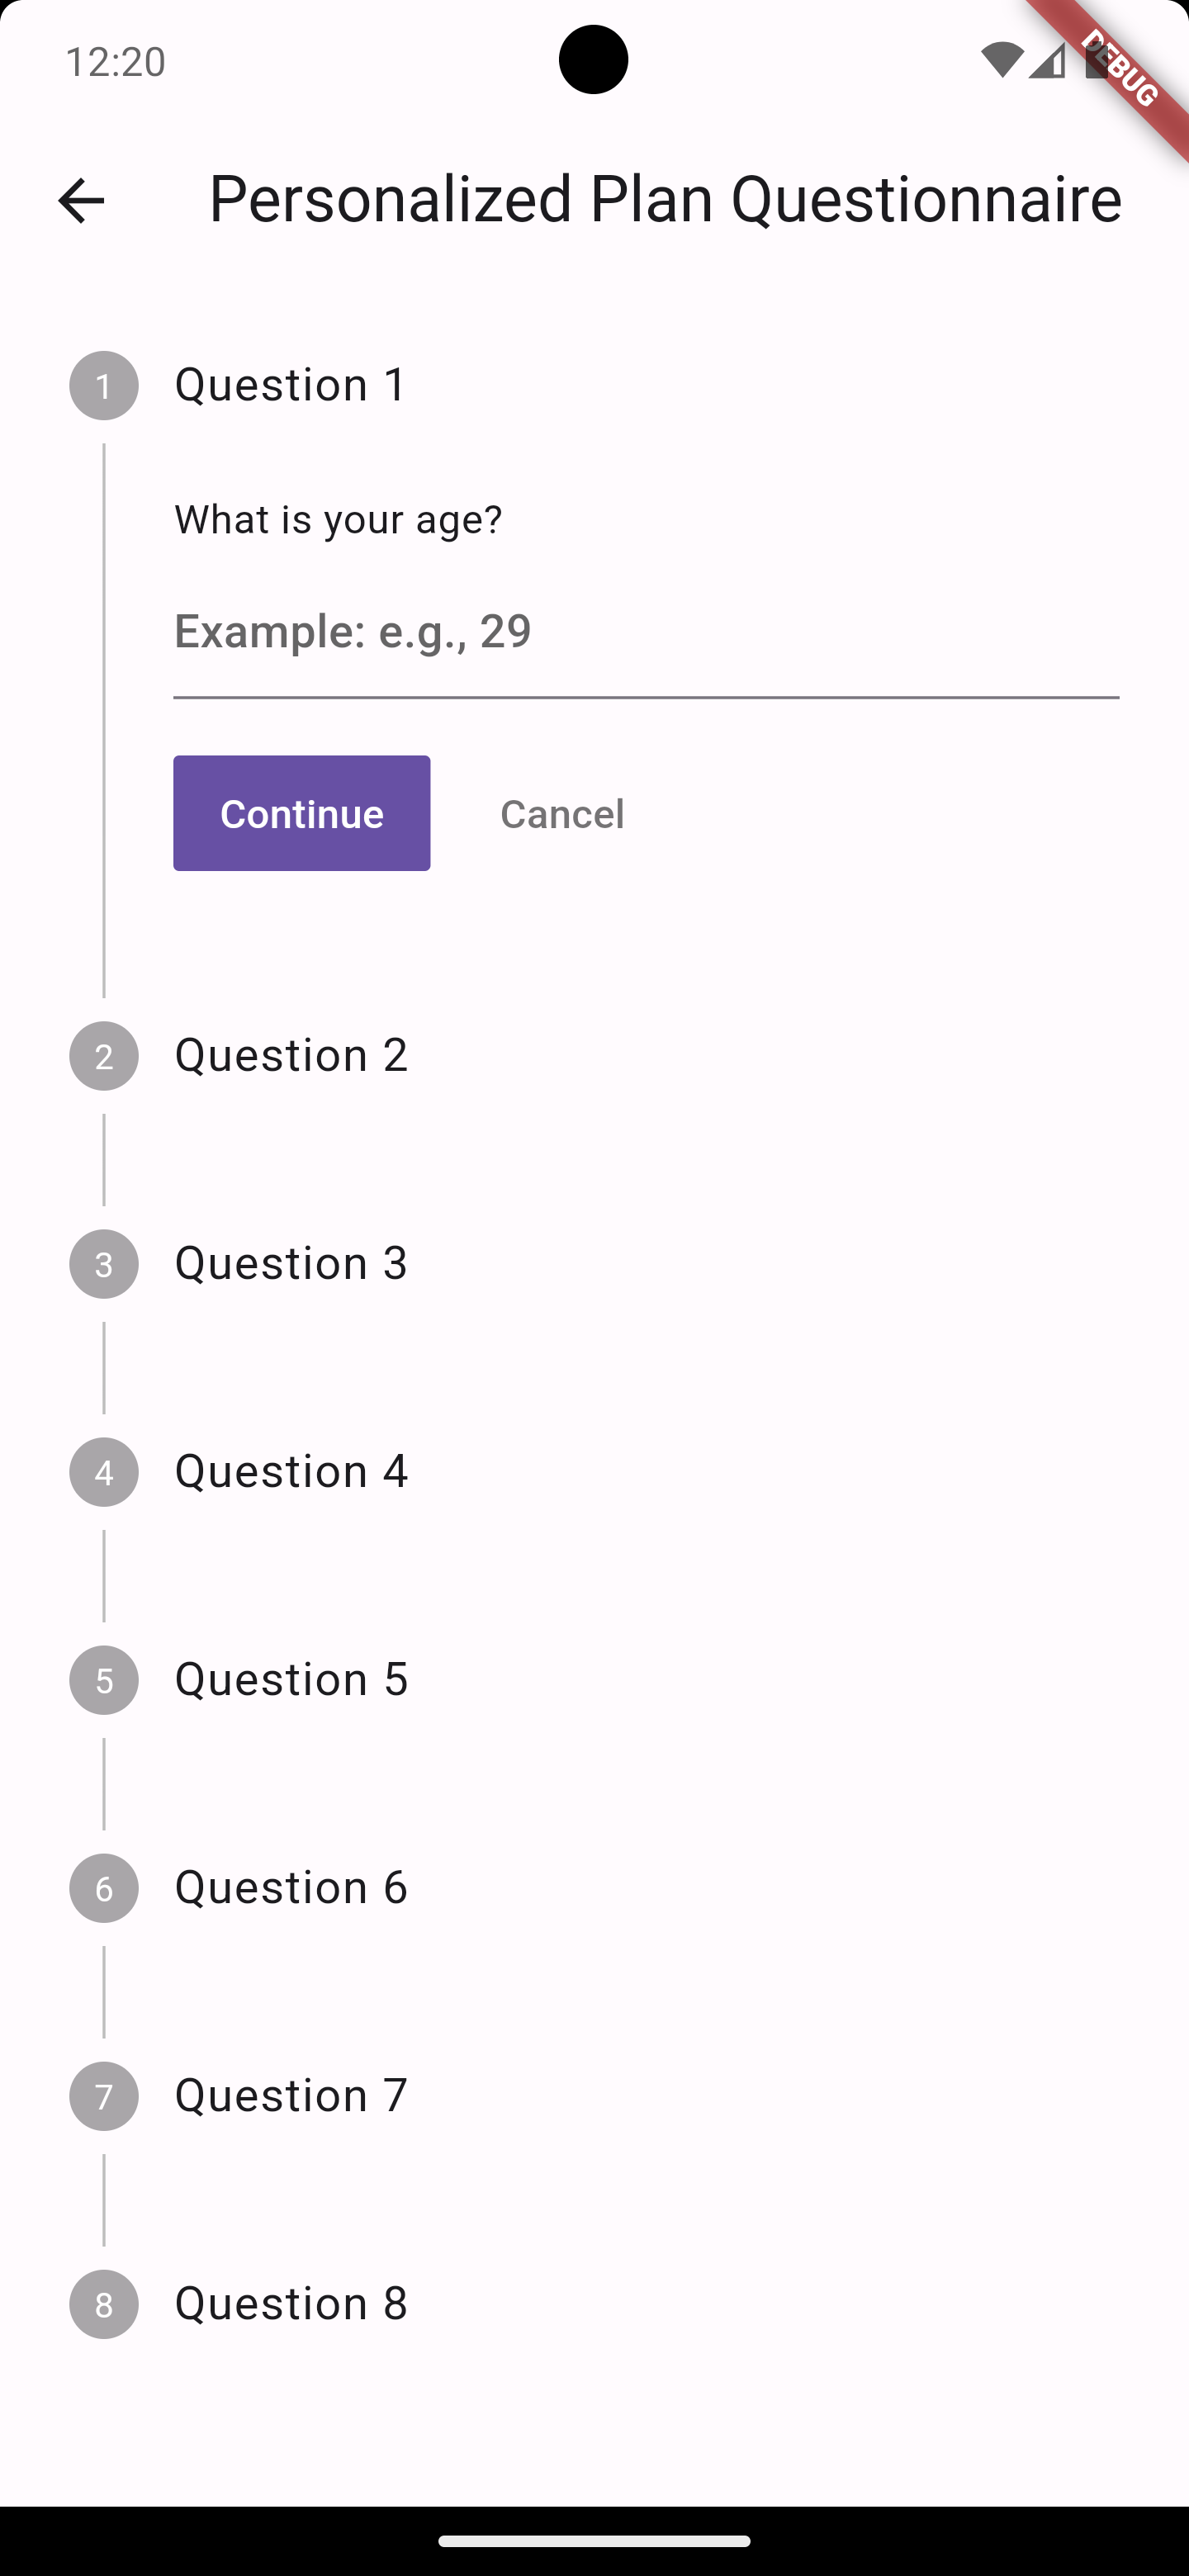 12:20
DEBUG
Personalized Plan Questionnaire
1 Question 1
What is your age?
Example: e.g., 29
Continue Cancel
2 Question 2
3 Question 3
4 Question 4
5 Question 5
6 Question 6
7 Question 7
8 Question 8